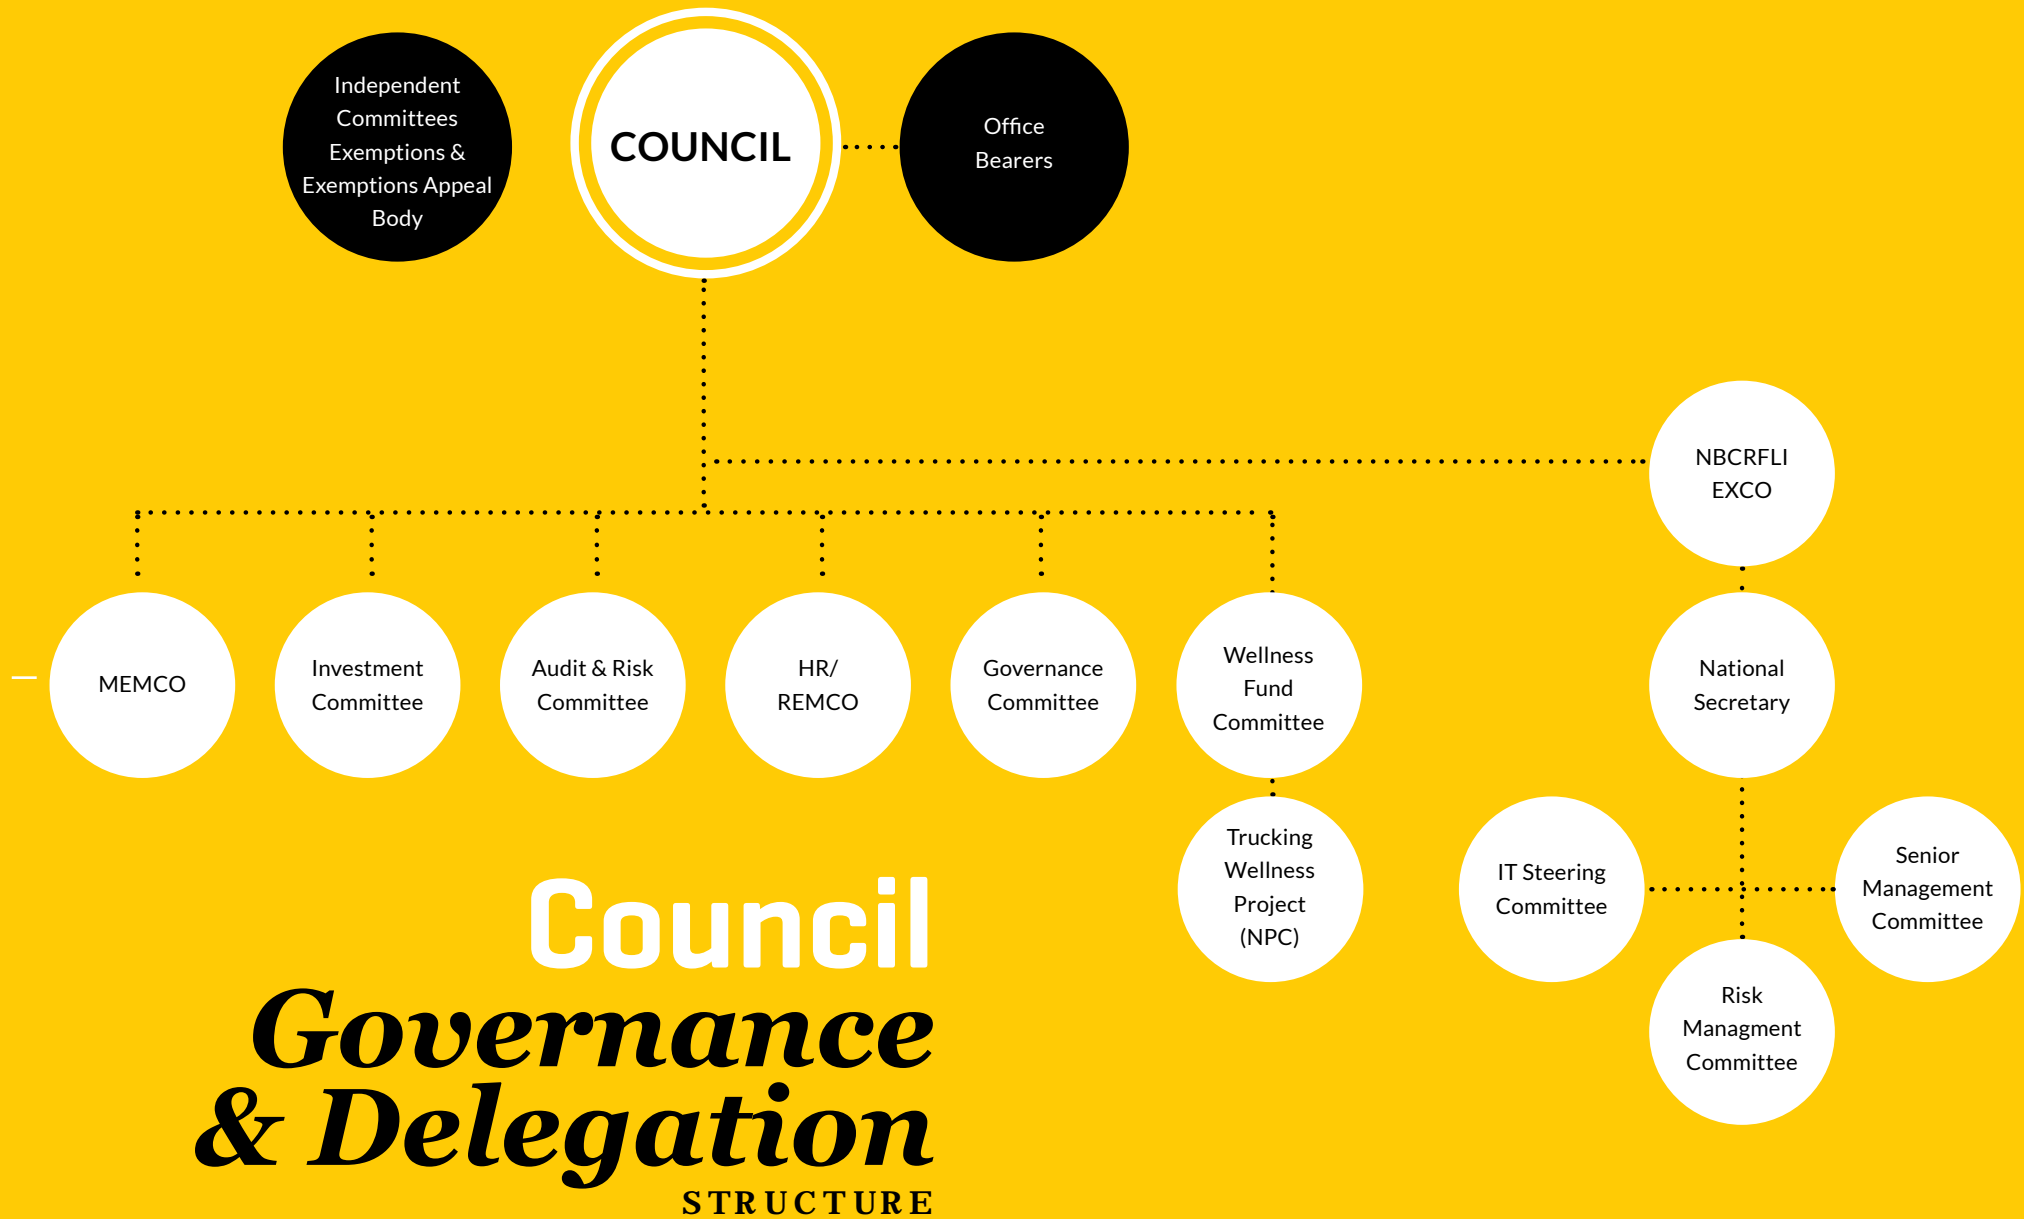 Independent
Committees
Exemptions &
Exemptions Appeal
Body
COUNCIL
Office
Bearers
NBCRFLI
EXCO
MEMCO
Investment
Committee
Audit & Risk
Committee
HR/
REMCO
Governance
Committee
Wellness
Fund
Committee
National
Secretary
Trucking
Wellness
Project
(NPC)
IT Steering
Committee
Senior
Management
Committee
Risk
Managment
Committee
Council
Governance
& Delegation
STRUCTURE